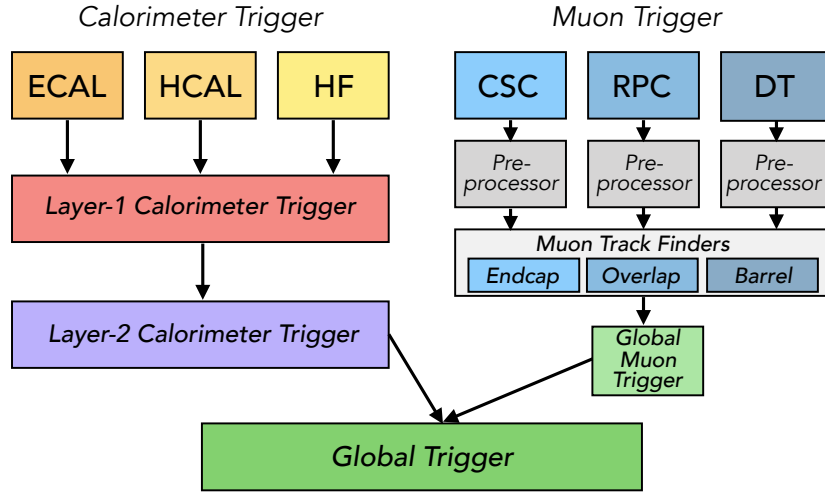 Calorimeter Trigger
Muon Trigger
ECAL
HCAL
HF
CSC
RPC
DT
Pre-
processor
Pre-
processor
Pre-
processor
Layer-1 Calorimeter Trigger
Muon Track Finders
Endcap
Overlap
Barrel
Layer-2 Calorimeter Trigger
Global
Muon
Trigger
Global Trigger